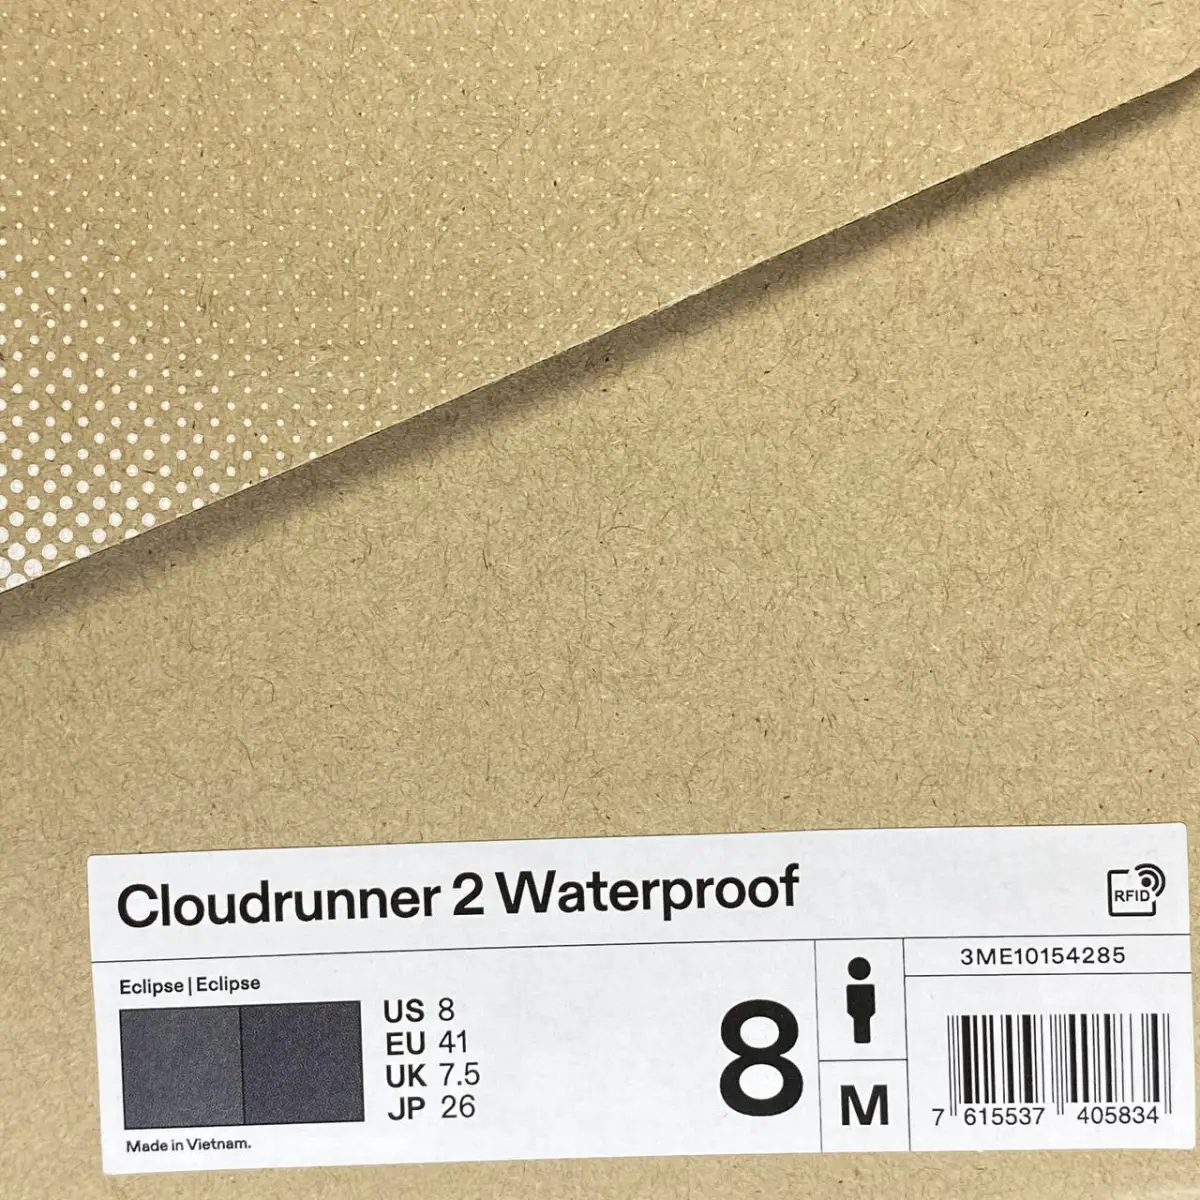 Cloudrunner 2 Waterproof
RFID
Eclipse | Eclipse
US 8
EU 41
UK 7.5
JP 26
Made in Vietnam.
8
M
3ME10154285
7 615537 405834